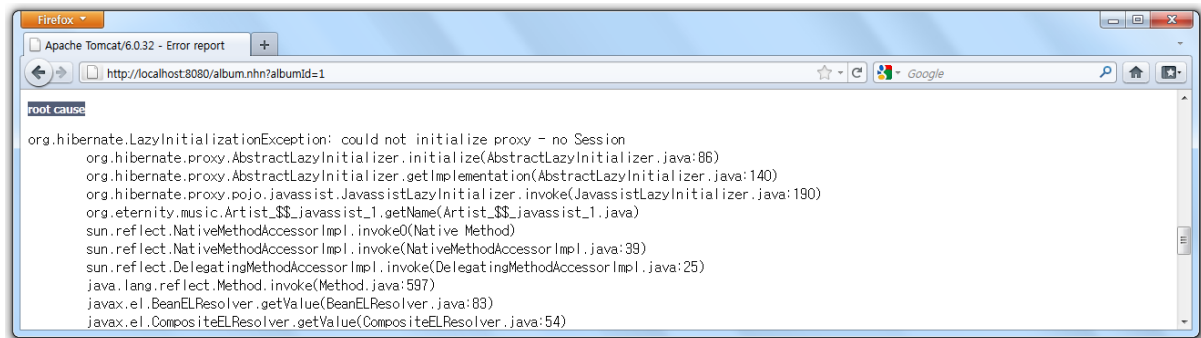 Firefox
Apache Tomcat/6.0.32 - Error report
http://localhost:8080/album.nhn?albumId=1
Google
root cause
org.hibernate.LazyInitializationException: could not initialize proxy - no Session
org.hibernate.proxy.AbstractLazyInitializer.initialize(AbstractLazyInitializer.java:86)
org.hibernate.proxy.AbstractLazyInitializer.getImplementation(AbstractLazyInitializer.java:140)
org.hibernate.proxy.pojo.javassist.JavassistLazyInitializer.invoke(JavassistLazyInitializer.java:190)
org.eternity.music.Artist_$$_javassist_1.getName(Artist_$$_javassist_1.java)
sun.reflect.NativeMethodAccessorImpl.invoke0(Native Method)
sun.reflect.NativeMethodAccessorImpl.invoke(NativeMethodAccessorImpl.java:39)
sun.reflect.DelegatingMethodAccessorImpl.invoke(DelegatingMethodAccessorImpl.java:25)
java.lang.reflect.Method.invoke(Method.java:597)
javax.el.BeanELResolver.getValue(BeanELResolver.java:83)
javax.el.CompositeELResolver.getValue(CompositeELResolver.java:54)